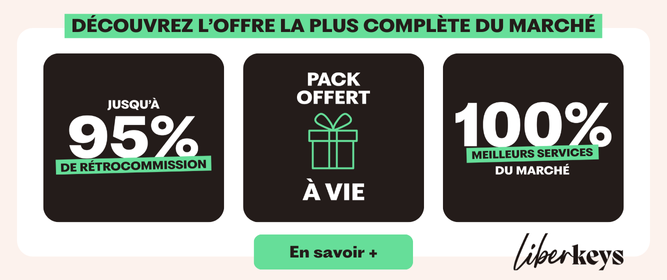 DÉCOUVREZ L'OFFRE LA PLUS COMPLÈTE DU MARCHÉ
JUSQU'À
95%
DE RÉTROCOMMISSION
PACK
OFFERT
À VIE
100%
MEILLEURS SERVICES
DU MARCHÉ
En savoir +
liberkeys